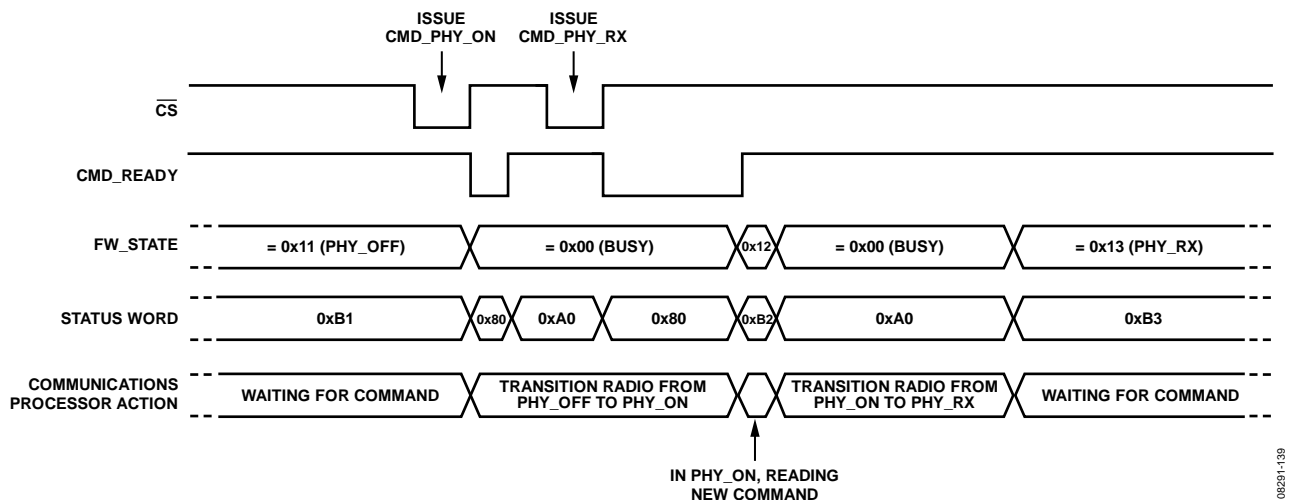 ISSUE
CMD_PHY_ON
ISSUE
CMD_PHY_RX
CS
CMD_READY
FW_STATE
= 0x11 (PHY_OFF)
= 0x00 (BUSY)
0x12
= 0x00 (BUSY)
= 0x13 (PHY_RX)
STATUS WORD
0xB1
0x80
0xA0
0x80
0xB2
0xA0
0xB3
COMMUNICATIONS
PROCESSOR ACTION
WAITING FOR COMMAND
TRANSITION RADIO FROM
PHY_OFF TO PHY_ON
TRANSITION RADIO FROM
PHY_ON TO PHY_RX
WAITING FOR COMMAND
IN PHY_ON, READING
NEW COMMAND
08291-139